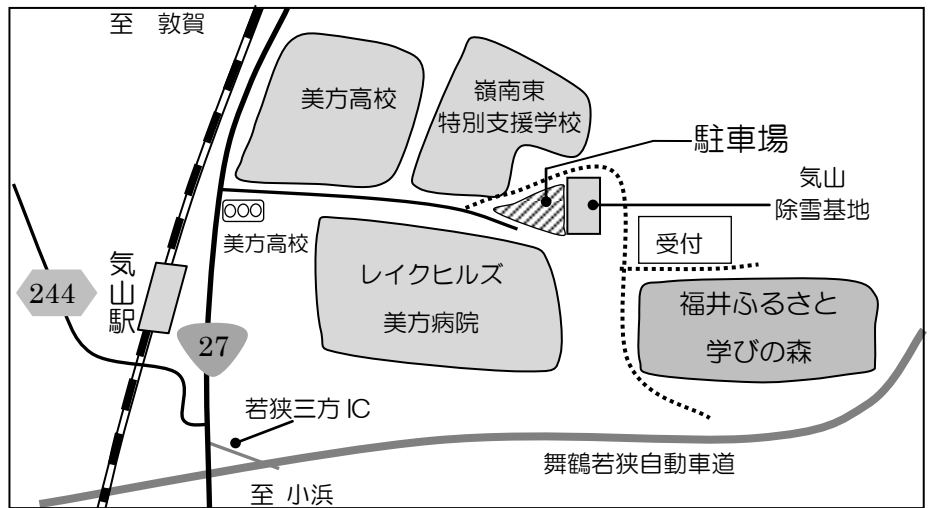 至 敦賀
美方高校
嶺南東
特別支援学校
駐車場
気山
除雪基地
美方高校
受付
レイクヒルズ
美方病院
気山駅
244
27
福井ふるさと
学びの森
若狭三方 IC
舞鶴若狭自動車道
至 小浜